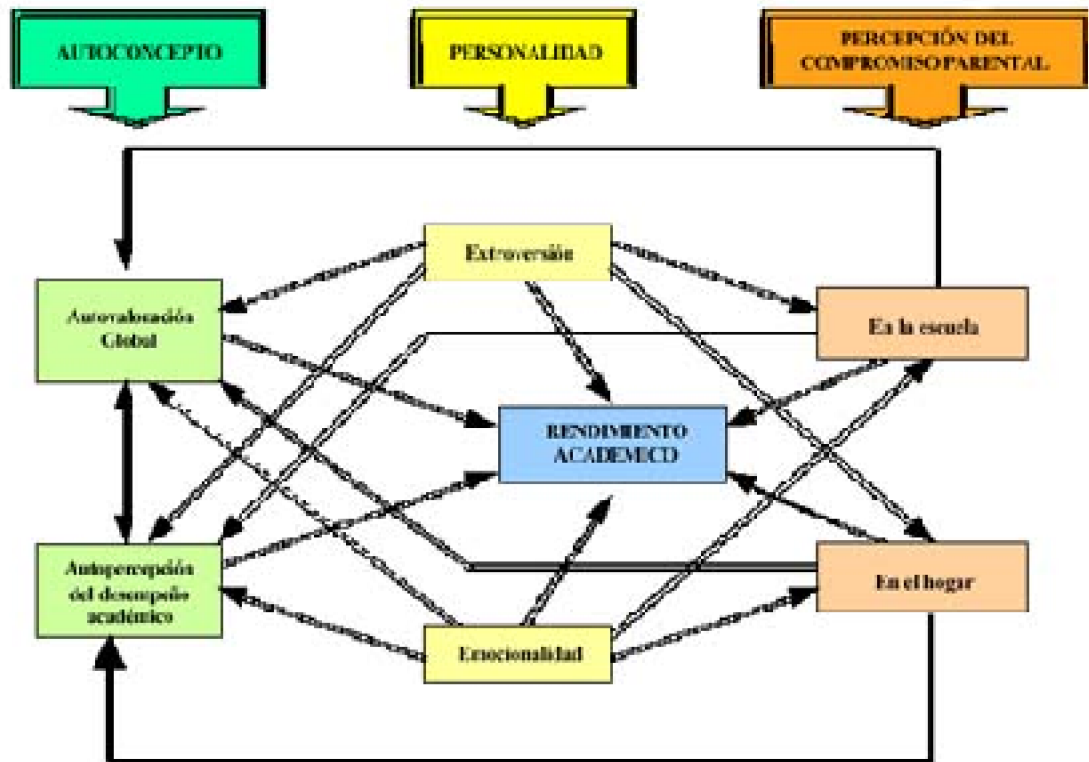 AUTOCONCEPTO
PERSONALIDAD
PERCEPCIÓN DEL
COMPROMISO PARENTAL
Extroversión
Autovaloración
Global
En la escuela
RENDIMIENTO
ACADEMICO
Autopercepción
del desempeño
académico
En el hogar
Emocionalidad